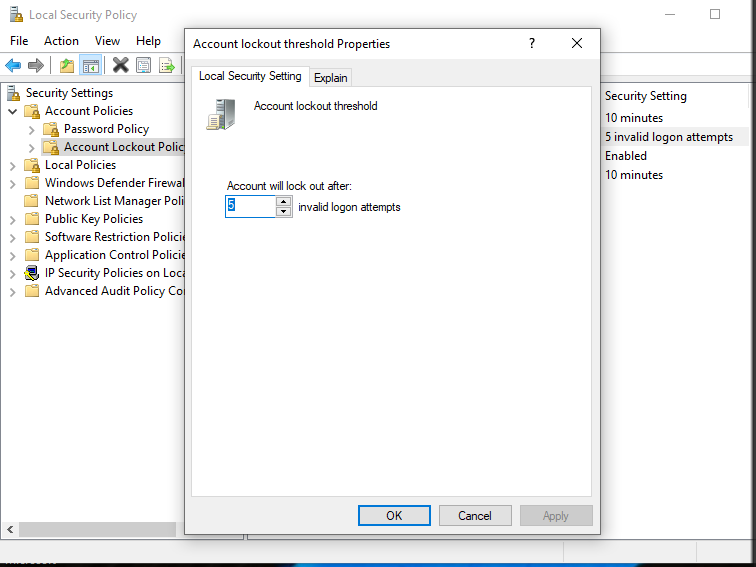 Local Security Policy
File Action View Help
Security Settings
Account Policies
Password Policy
Account Lockout Polic
Local Policies
Windows Defender Firewal
Network List Manager Poli
Public Key Policies
Software Restriction Policie
Application Control Policie
IP Security Policies on Loca
Advanced Audit Policy Co
Account lockout threshold Properties
?
Local Security Setting
Explain
Account lockout threshold
Account will lock out after:
5 invalid logon attempts
OK Cancel Apply
Security Setting
10 minutes
5 invalid logon attempts
Enabled
10 minutes